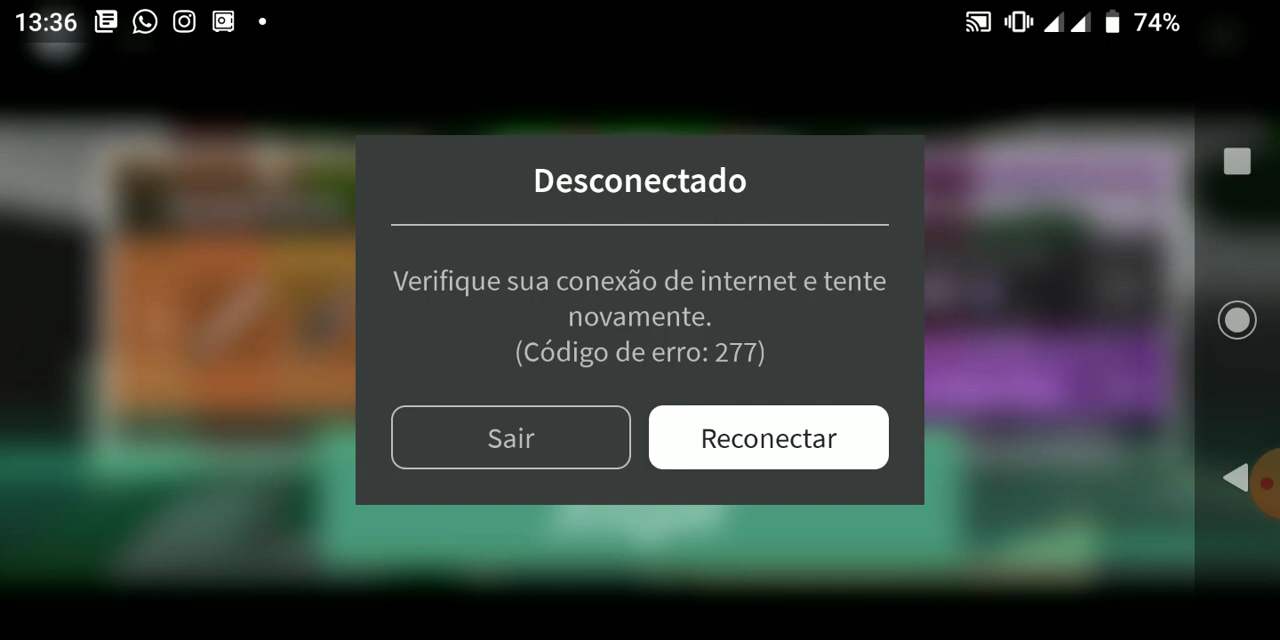 13:36
74%
Desconectado
Verifique sua conexão de internet e tente
novamente.
(Código de erro: 277)
Sair
Reconectar